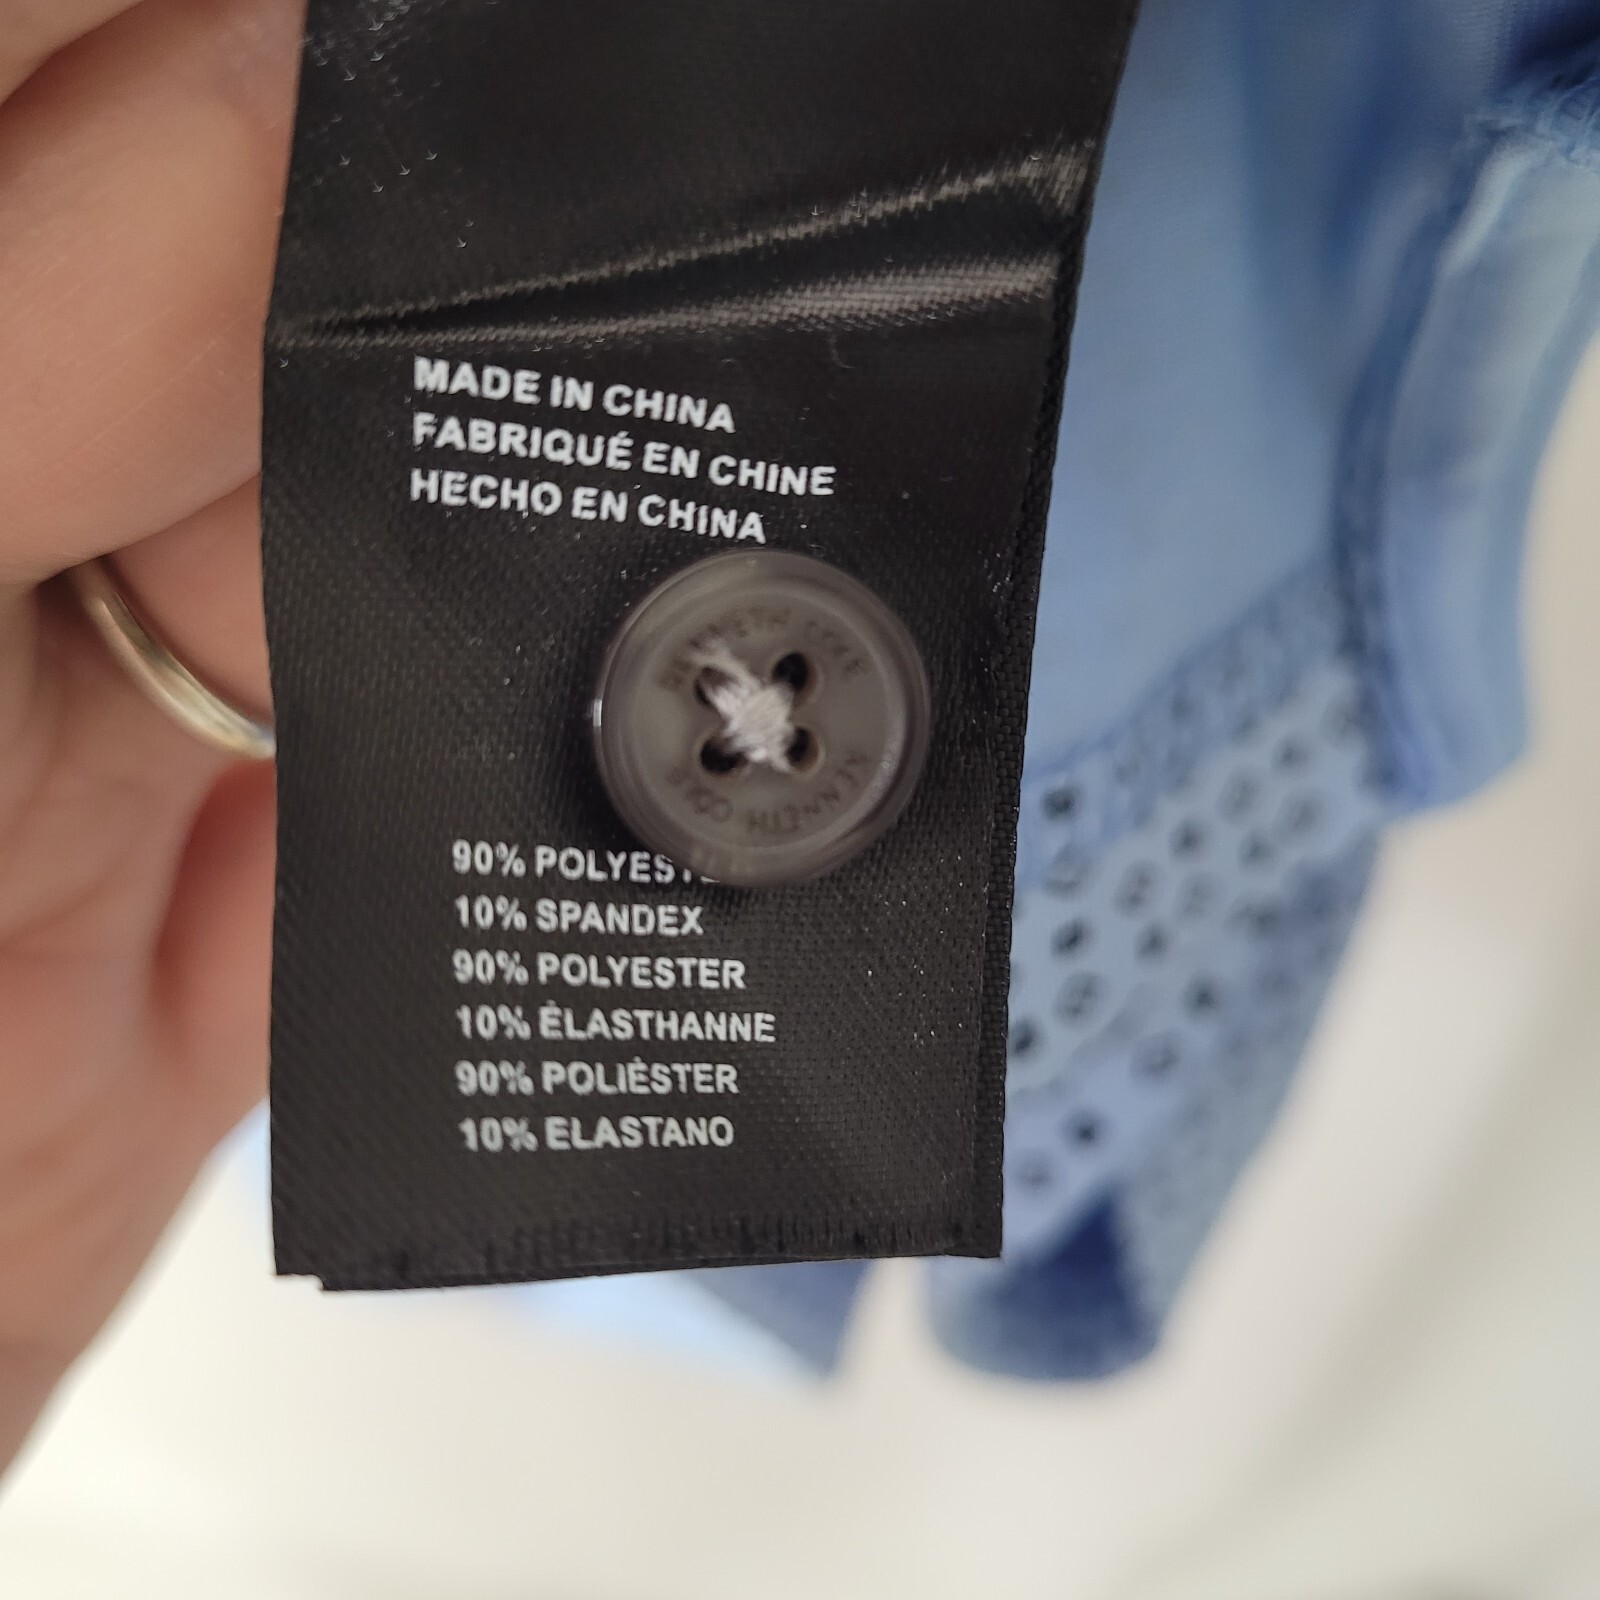 MADE IN CHINA
FABRIQUÉ EN CHINE
HECHO EN CHINA
KENNETH COLE
KENNETH COLE
90% POLYESTE
10% SPANDEX
90% POLYESTER
10% ÉLASTHANNE
90% POLIÉSTER
10% ELASTANO